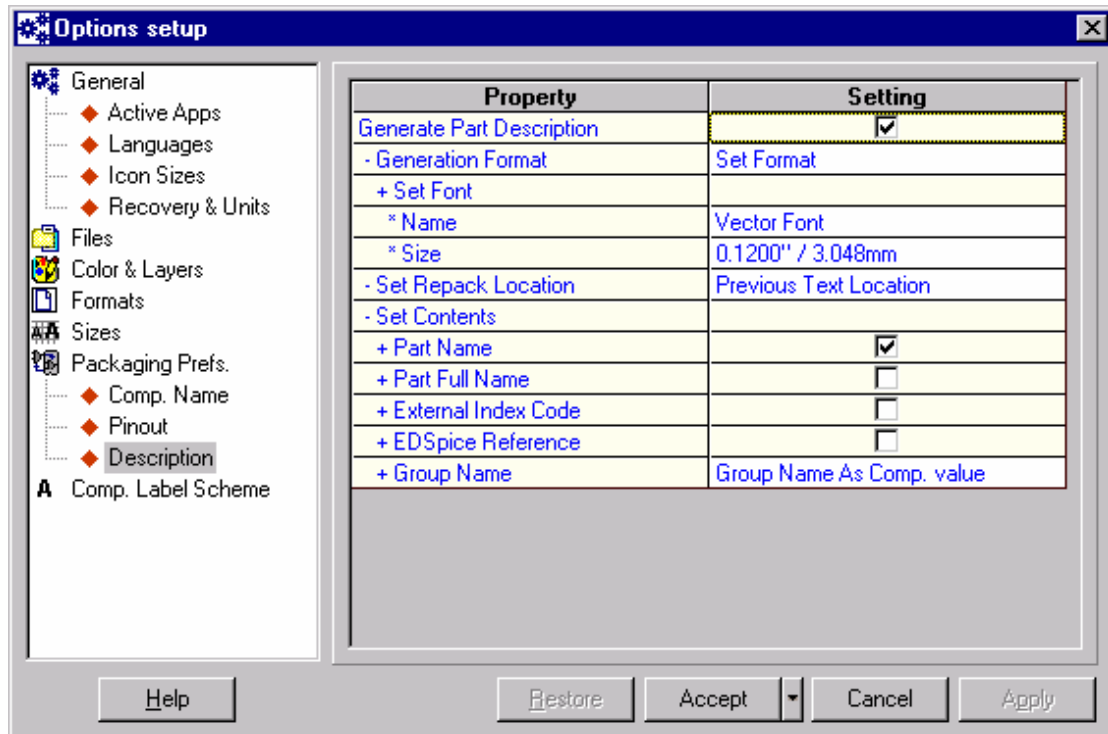 Options setup
General
Active Apps
Languages
Icon Sizes
Recovery & Units
Files
Color & Layers
Formats
Sizes
Packaging Prefs.
Comp. Name
Pinout
Description
A Comp. Label Scheme
Property Setting
Generate Part Description
- Generation Format Set Format
+ Set Font
* Name Vector Font
* Size 0.1200'' / 3.048mm
- Set Repack Location Previous Text Location
- Set Contents
+ Part Name
+ Part Full Name
+ External Index Code
+ EDSpice Reference
+ Group Name Group Name As Comp. value
Help Restore Accept Cancel Apply